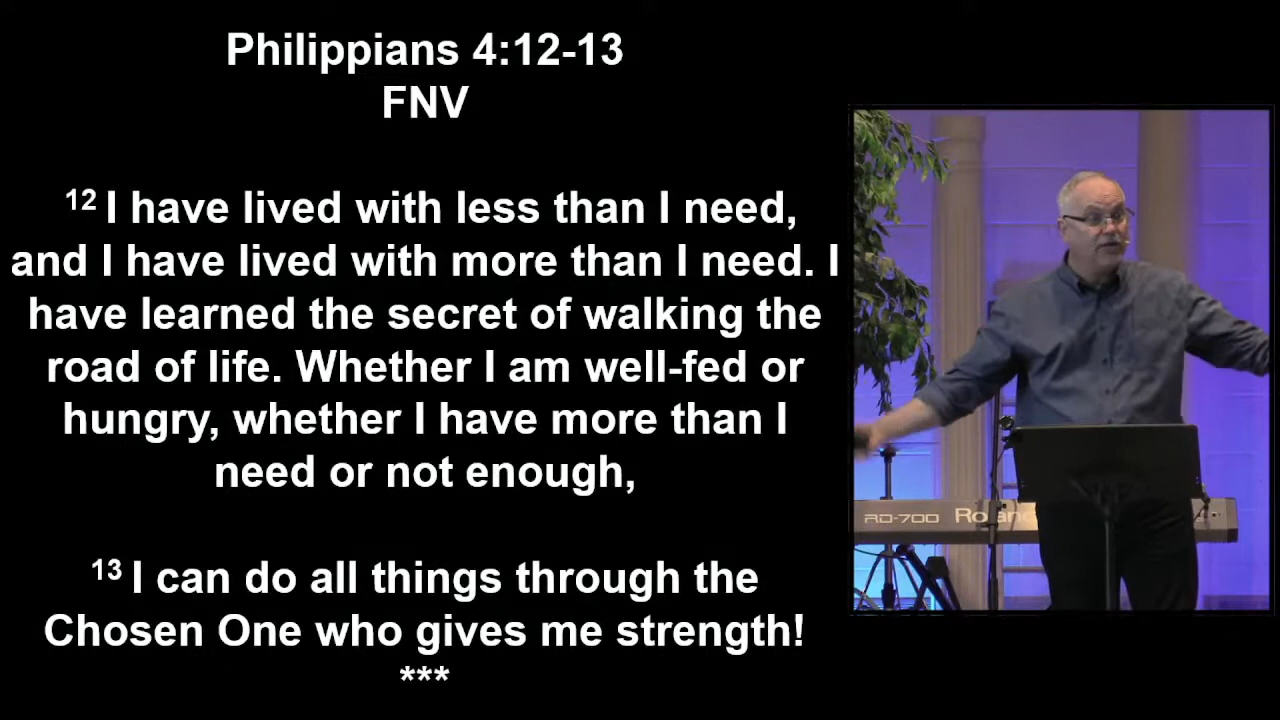 Philippians 4:12-13
FNV
12 I have lived with less than I need,
and I have lived with more than I need. I
have learned the secret of walking the
road of life. Whether I am well-fed or
hungry, whether I have more than I
need or not enough,
13 I can do all things through the
Chosen One who gives me strength!
***
RD-700 Roland